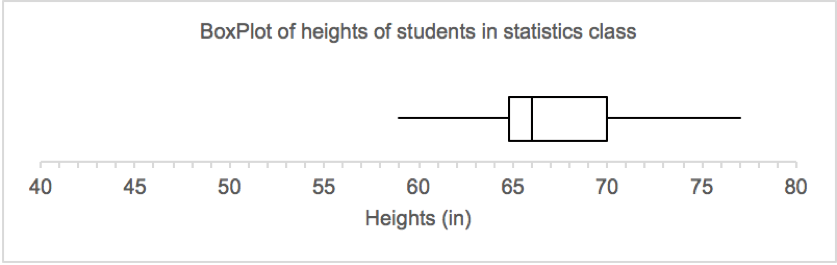 BoxPlot of heights of students in statistics class
40 45 50 55 60 65 70 75 80
Heights (in)